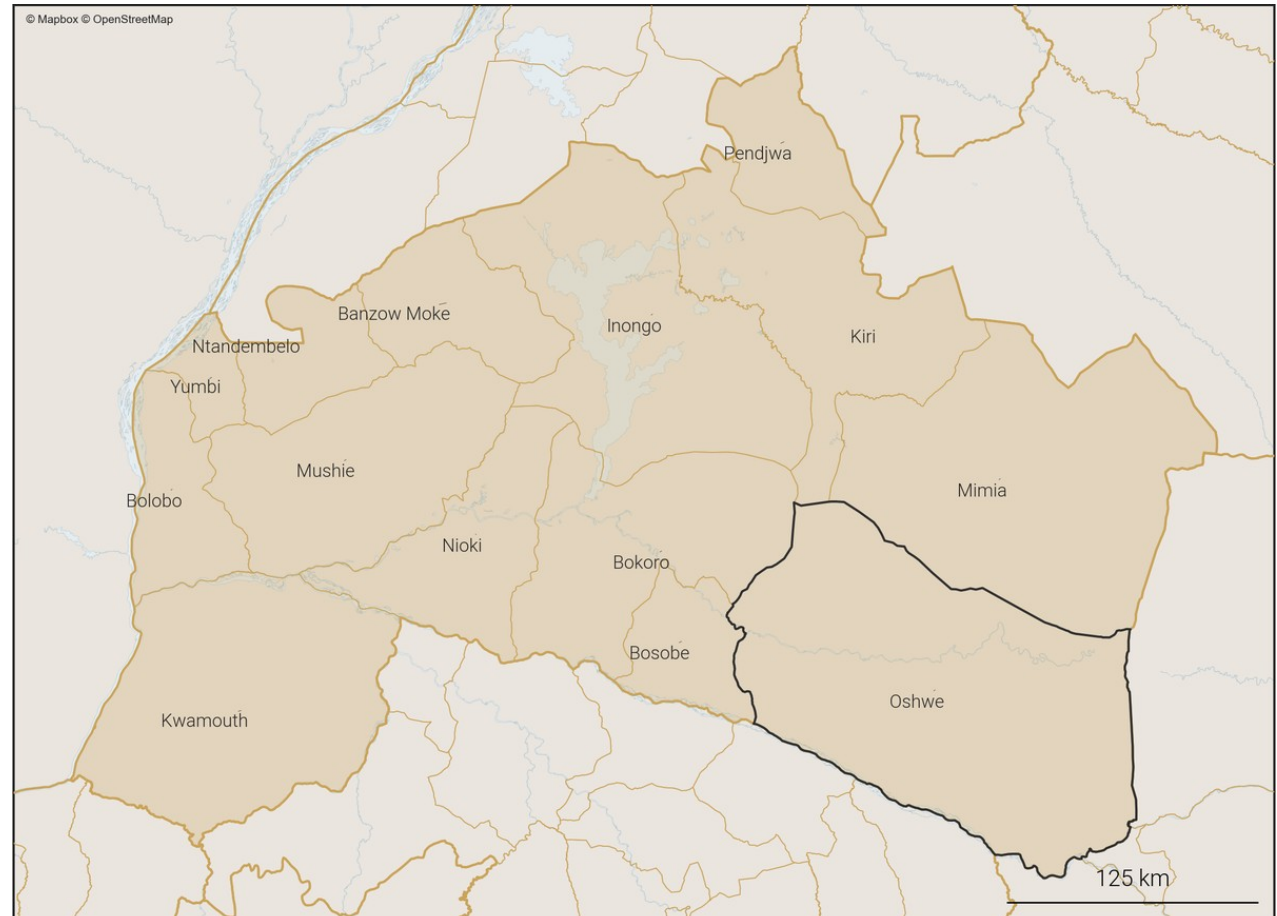 © Mapbox © OpenStreetMap
Pendjwa
Banzow Moke
Inongo
Kiri
Ntandembelo
Yumbi
Mushie
Bolobo
Mimia
Nioki
Bokoro
Bosobe
Oshwe
Kwamouth
125 km